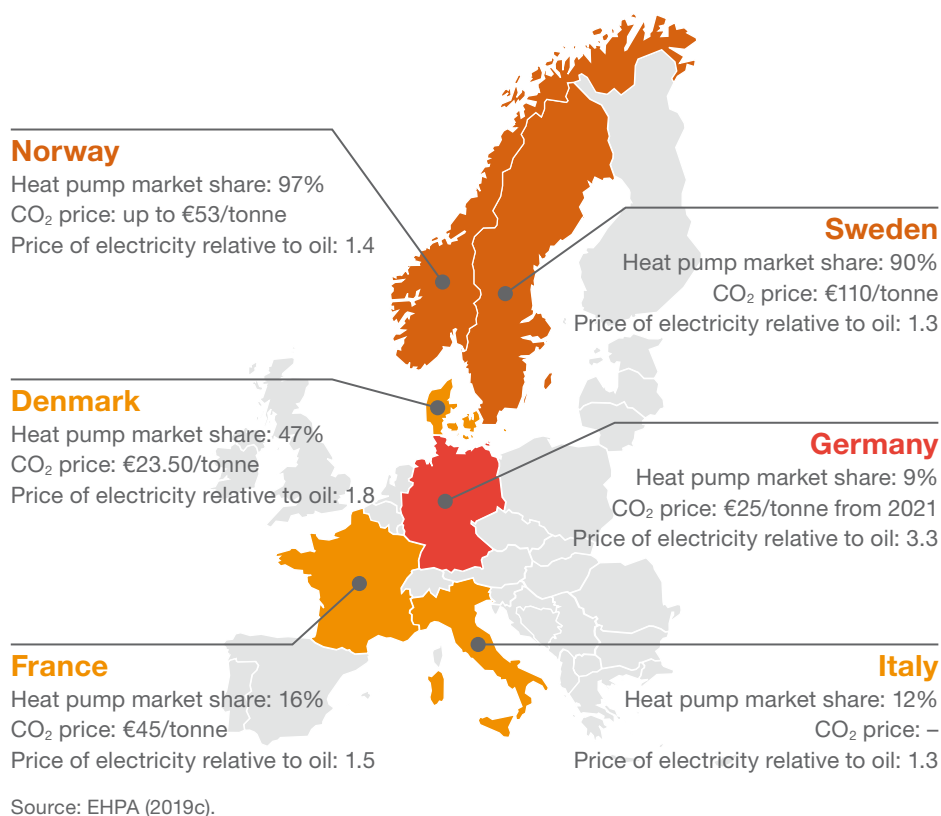 Norway
Heat pump market share: 97%
CO₂ price: up to €53/tonne
Price of electricity relative to oil: 1.4
Sweden
Heat pump market share: 90%
CO₂ price: €110/tonne
Price of electricity relative to oil: 1.3
Denmark
Heat pump market share: 47%
CO₂ price: €23.50/tonne
Price of electricity relative to oil: 1.8
Germany
Heat pump market share: 9%
CO₂ price: €25/tonne from 2021
Price of electricity relative to oil: 3.3
France
Heat pump market share: 16%
CO₂ price: €45/tonne
Price of electricity relative to oil: 1.5
Italy
Heat pump market share: 12%
CO₂ price: –
Price of electricity relative to oil: 1.3
Source: EHPA (2019c).